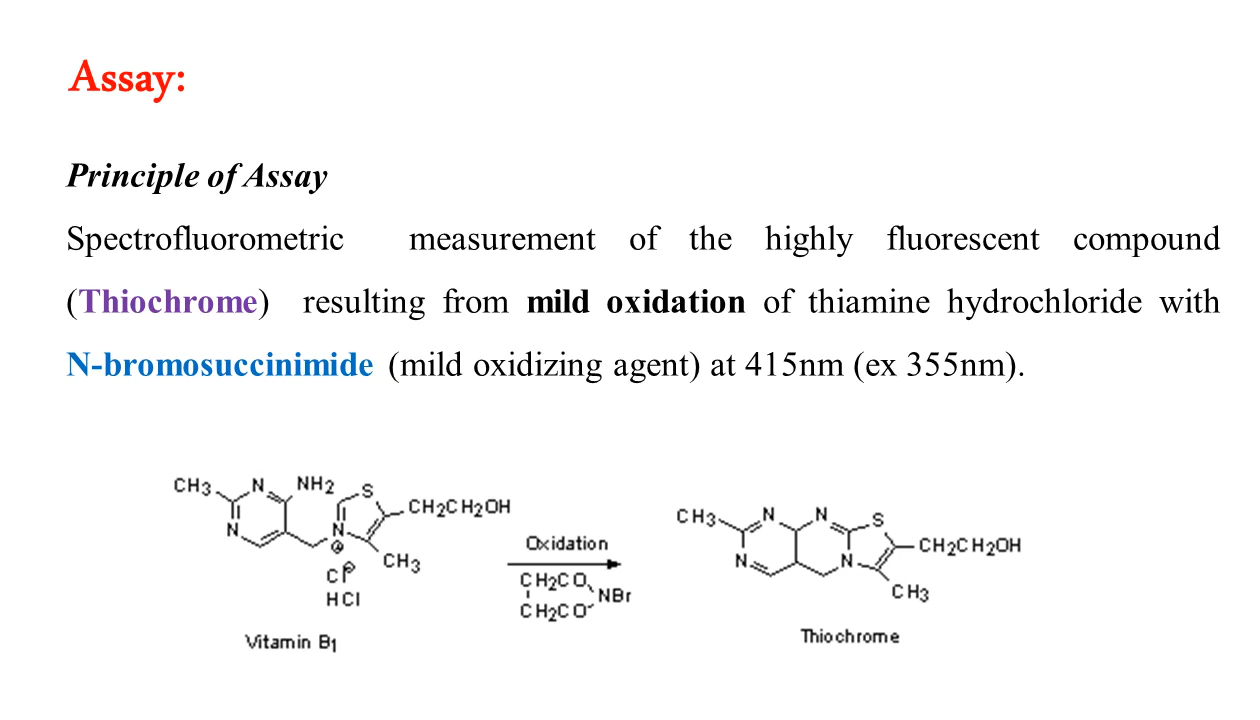 Assay:
Principle of Assay
Spectrofluorometric measurement of the highly fluorescent compound
(Thiochrome) resulting from mild oxidation of thiamine hydrochloride with
N-bromosuccinimide (mild oxidizing agent) at 415nm (ex 355nm).
CH3 N NH2 S CH2CH2OH
N N ⊕ CH3
Cl⊖
HCl
Vitamin B1
Oxidation
CH2CO
NBr
CH2CO
CH3 N N S CH2CH2OH
N N CH3
Thiochrome